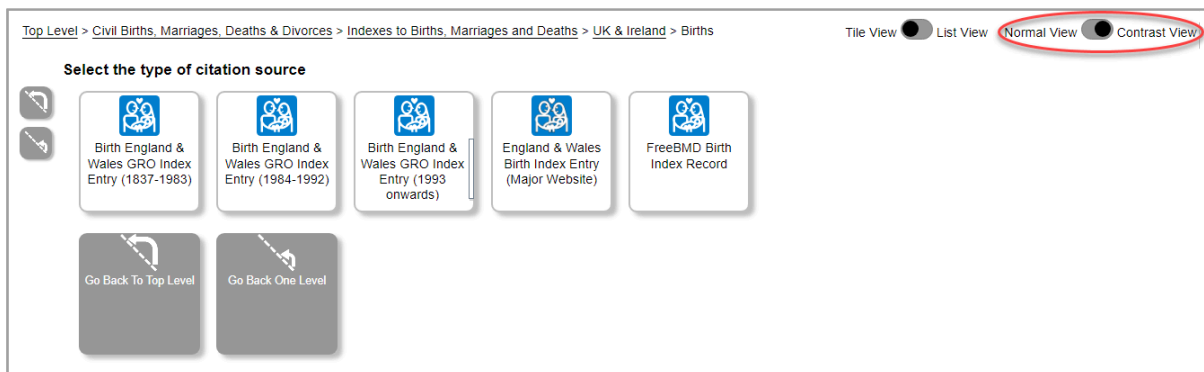 Top Level > Civil Births, Marriages, Deaths & Divorces > Indexes to Births, Marriages and Deaths > UK & Ireland > Births
Tile View List View Normal View Contrast View
Select the type of citation source
Birth England &
Wales GRO Index
Entry (1837-1983)
Birth England &
Wales GRO Index
Entry (1984-1992)
Birth England &
Wales GRO Index
Entry (1993
onwards)
England & Wales
Birth Index Entry
(Major Website)
FreeBMD Birth
Index Record
Go Back To Top Level
Go Back One Level